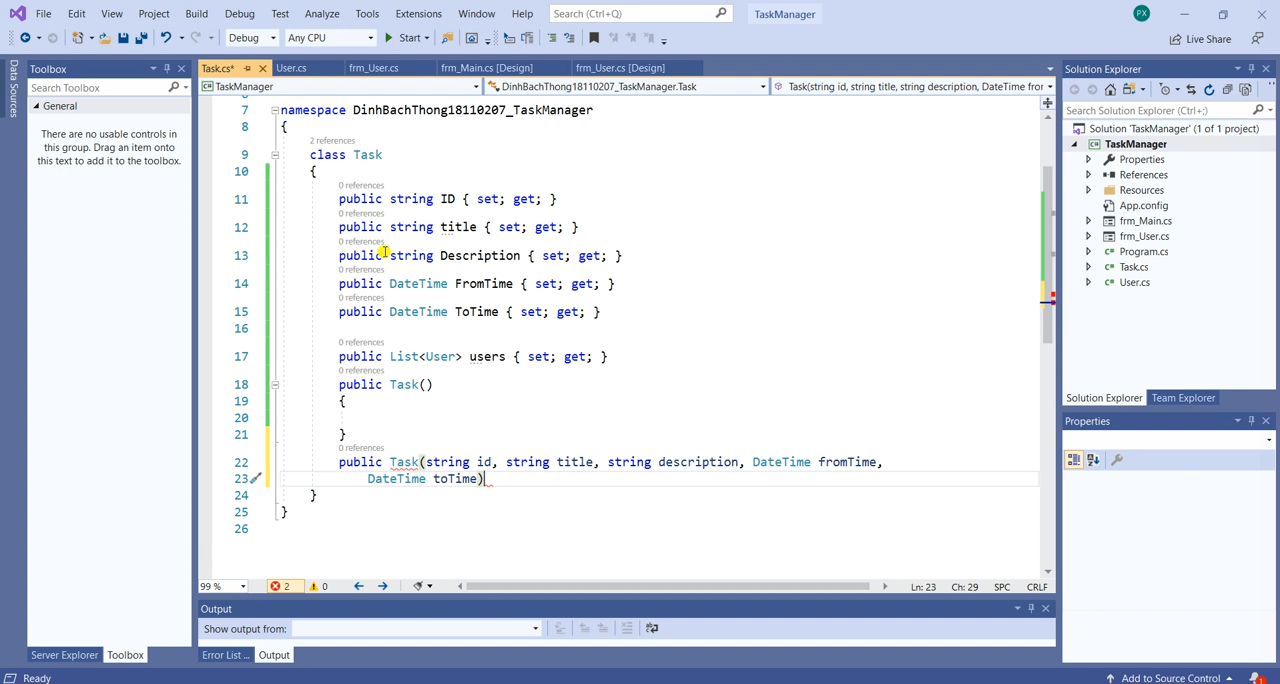 File Edit View Project Build Debug Test Analyze Tools Extensions Window Help Search (Ctrl+Q) TaskManager PX
Debug Any CPU Start Live Share
Data Sources
Toolbox
Search Toolbox
General
There are no usable controls in
this group. Drag an item onto
this text to add it to the toolbox.
Server Explorer Toolbox
Task.cs* User.cs frm_User.cs frm_Main.cs [Design] frm_User.cs [Design]
TaskManager DinhBachThong18110207_TaskManager.Task Task(string id, string title, string description, DateTime fror
7 namespace DinhBachThong18110207_TaskManager
8 {
2 references
9 class Task
10 {
0 references
11 public string ID { set; get; }
0 references
12 public string title { set; get; }
0 references
13 public string Description { set; get; }
0 references
14 public DateTime FromTime { set; get; }
0 references
15 public DateTime ToTime { set; get; }
16
0 references
17 public List<User> users { set; get; }
0 references
18 public Task()
19 {
20
21 }
0 references
22 public Task(string id, string title, string description, DateTime fromTime,
23 DateTime toTime)
24 }
25 }
26
99 % 2 0 Ln: 23 Ch: 29 SPC CRLF
Output
Show output from:
Error List ... Output
Solution Explorer
Search Solution Explorer (Ctrl+;)
Solution 'TaskManager' (1 of 1 project)
TaskManager
Properties
References
Resources
App.config
frm_Main.cs
frm_User.cs
Program.cs
Task.cs
User.cs
Solution Explorer Team Explorer
Properties
Ready Add to Source Control 1